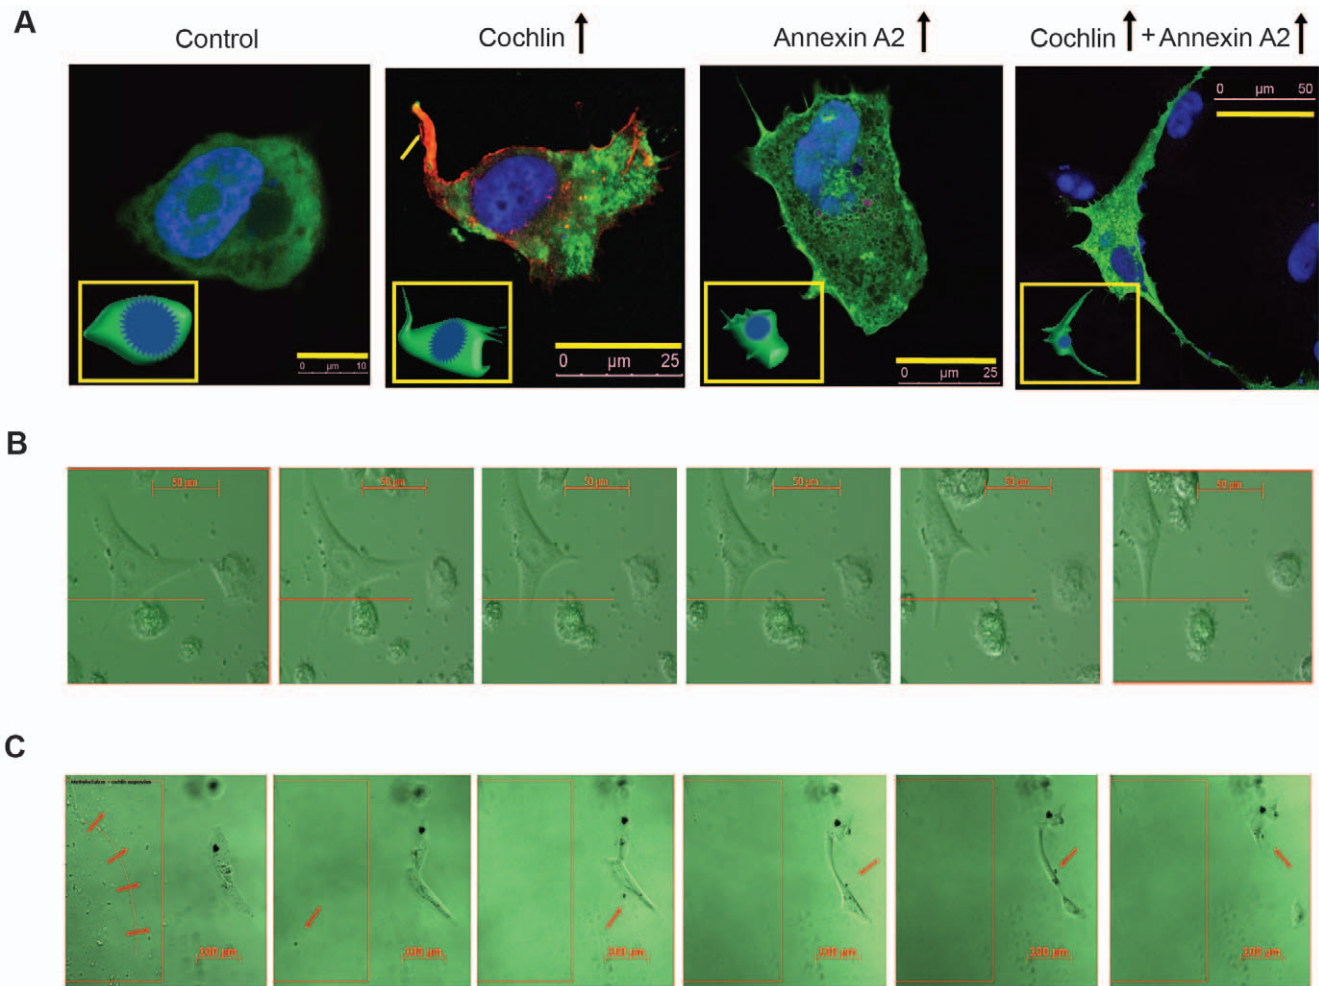 A
Control
Cochlin ↑
Annexin A2 ↑
Cochlin ↑ + Annexin A2 ↑
0 µm 10
0 µm 25
0 µm 25
0 µm 50
B
50 µm
50 µm
50 µm
50 µm
50 µm
50 µm
C
100 µm
100 µm
100 µm
100 µm
100 µm
100 µm